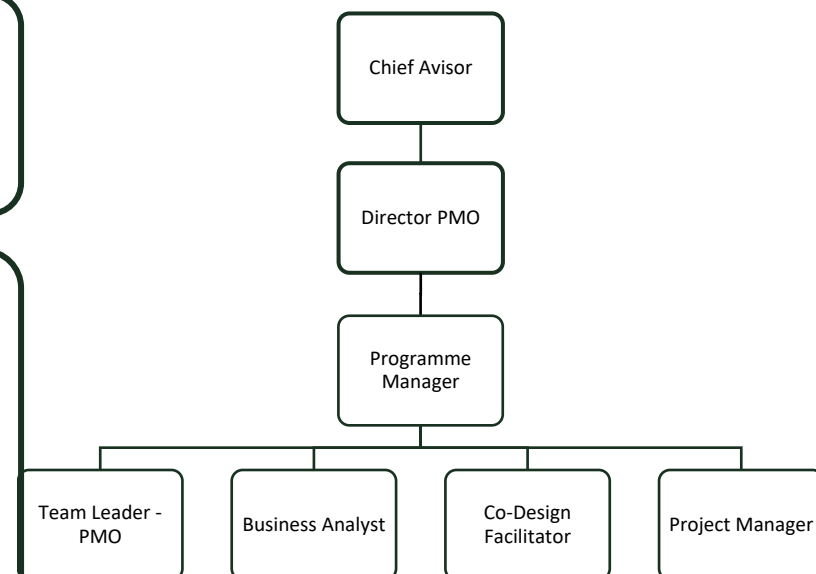 Chief Avisor
Director PMO
Programme
Manager
Team Leader -
PMO
Business Analyst
Co-Design
Facilitator
Project Manager